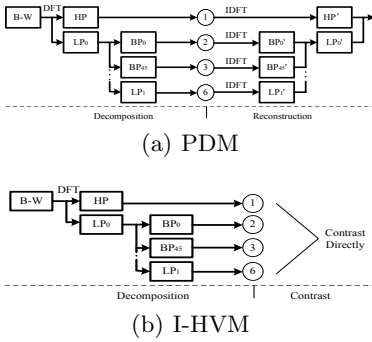 B-W DFT HP 1 IDFT HP'
LP0 BP0 2 IDFT BP0' LP0'
BP45 3 IDFT BP45'
LP1 6 IDFT LP1'
Decomposition Reconstruction
(a) PDM
B-W DFT HP 1
LP0 BP0 2
BP45 3
Contrast
Directly
LP1 6
Decomposition Contrast
(b) I-HVM